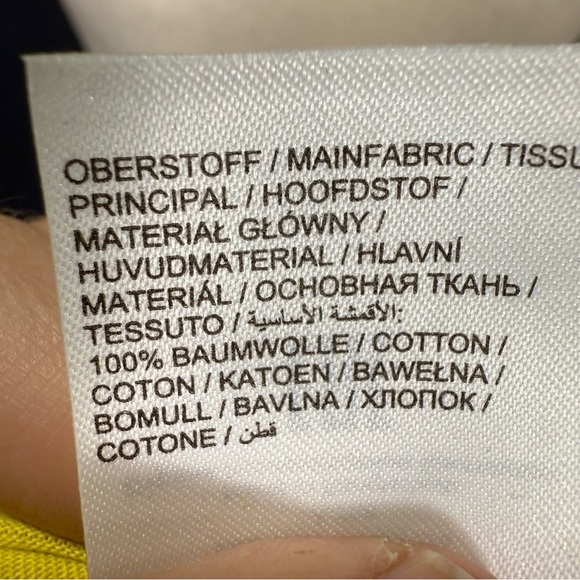 OBERSTOFF / MAINFABRIC / TISSU
PRINCIPAL / HOOFDSTOF /
MATERIAŁ GŁÓWNY /
HUVUDMATERIAL / HLAVNÍ
MATERIÁL / ОСНОВНАЯ ТКАНЬ /
TESSUTO / الأقمشة الأساسية:
100% BAUMWOLLE / COTTON /
COTON / KATOEN / BAWEŁNA /
BOMULL / BAVLNA / ХЛОПОК /
COTONE / قطن